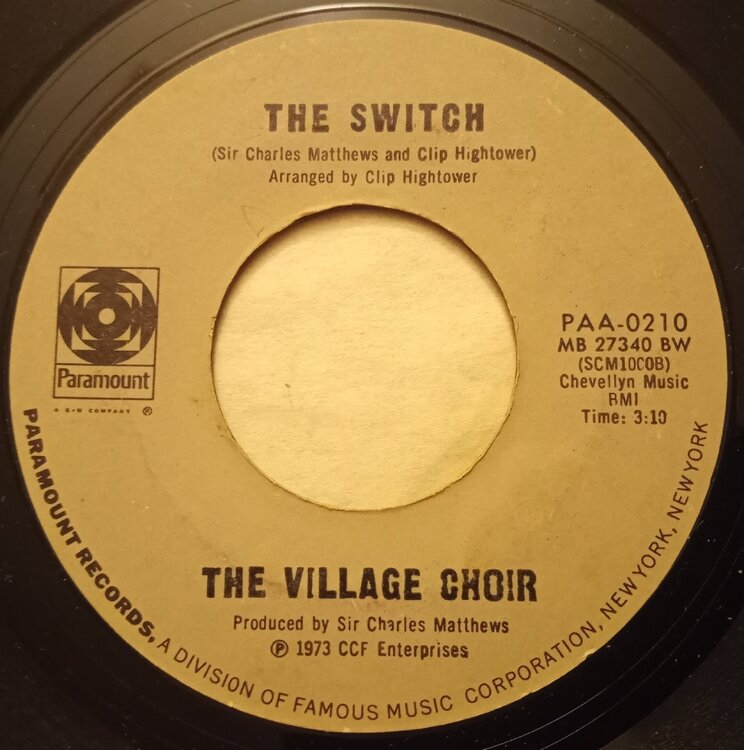 THE SWITCH
(Sir Charles Matthews and Clip Hightower)
Arranged by Clip Hightower
Paramount
A G+W COMPANY ®
PAA-0210
MB 27340 BW
(SCM1000B)
Chevellyn Music
BMI
Time: 3:10
THE VILLAGE CHOIR
Produced by Sir Charles Matthews
℗ 1973 CCF Enterprises
PARAMOUNT RECORDS, A DIVISION OF FAMOUS MUSIC CORPORATION, NEW YORK, NEW YORK